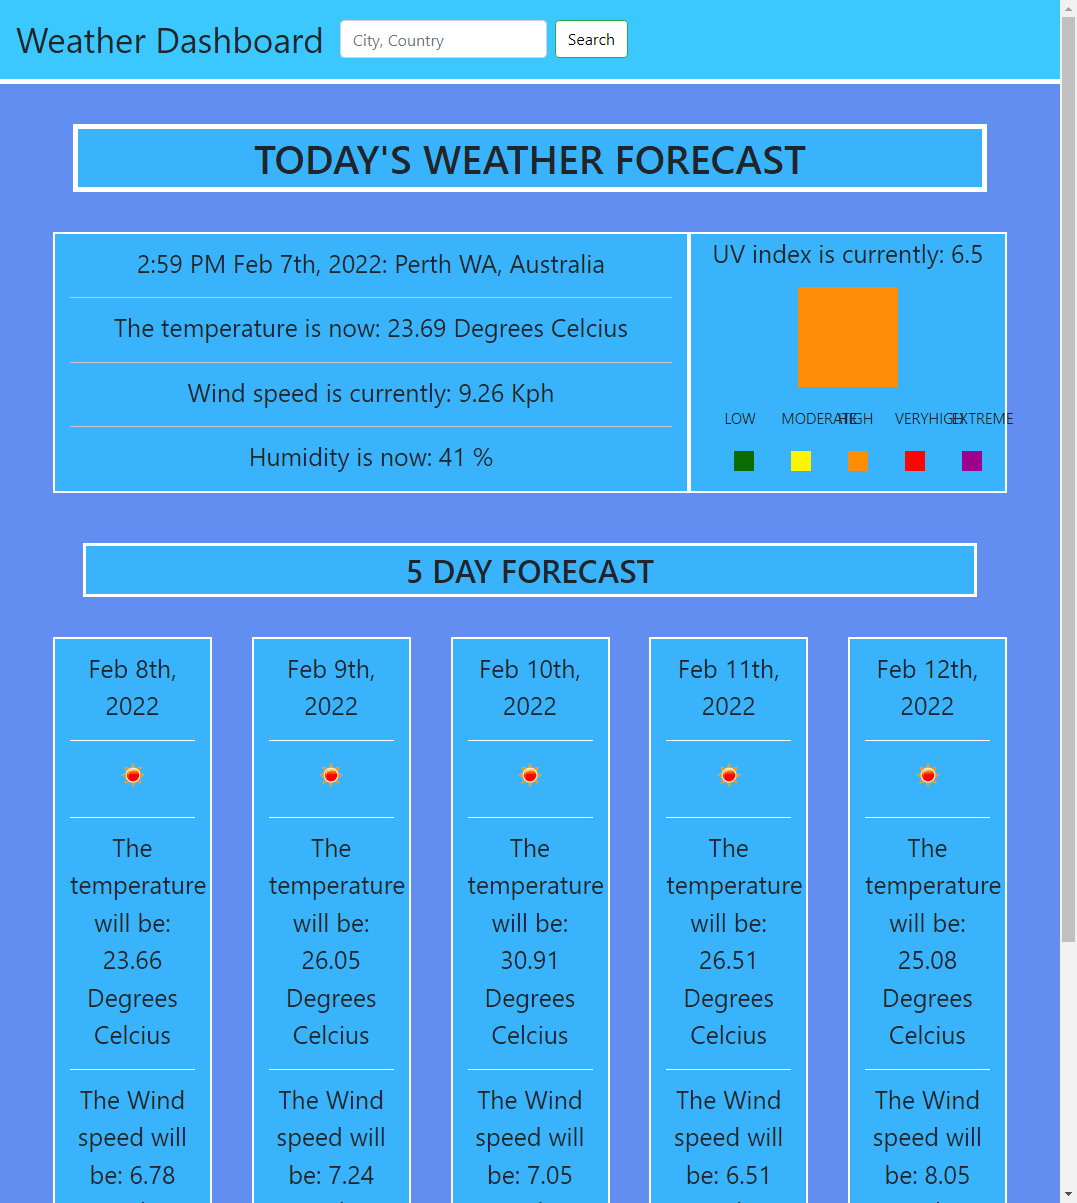 Weather Dashboard
City, Country
Search
TODAY'S WEATHER FORECAST
2:59 PM Feb 7th, 2022: Perth WA, Australia
The temperature is now: 23.69 Degrees Celcius
Wind speed is currently: 9.26 Kph
Humidity is now: 41 %
UV index is currently: 6.5
LOW MODERATE HIGH VERYHIGH EXTREME
5 DAY FORECAST
Feb 8th,
2022
The
temperature
will be:
23.66
Degrees
Celcius
The Wind
speed will
be: 6.78
Feb 9th,
2022
The
temperature
will be:
26.05
Degrees
Celcius
The Wind
speed will
be: 7.24
Feb 10th,
2022
The
temperature
will be:
30.91
Degrees
Celcius
The Wind
speed will
be: 7.05
Feb 11th,
2022
The
temperature
will be:
26.51
Degrees
Celcius
The Wind
speed will
be: 6.51
Feb 12th,
2022
The
temperature
will be:
25.08
Degrees
Celcius
The Wind
speed will
be: 8.05